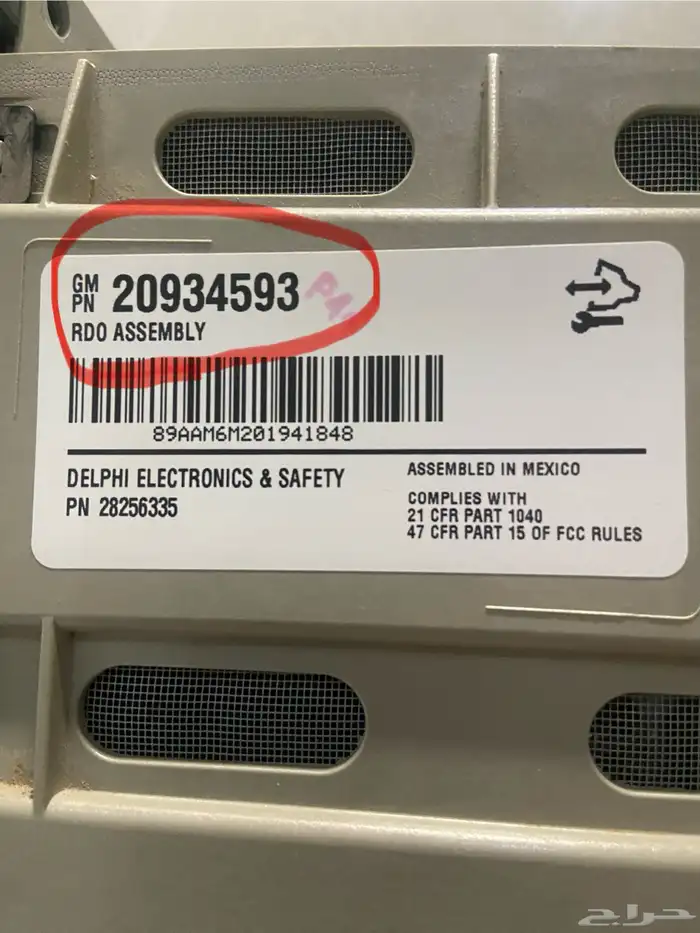 GM
PN 20934593
RDO ASSEMBLY
89AAM6M201941848
DELPHI ELECTRONICS & SAFETY
PN 28256335
ASSEMBLED IN MEXICO
COMPLIES WITH
21 CFR PART 1040
47 CFR PART 15 OF FCC RULES
حراج